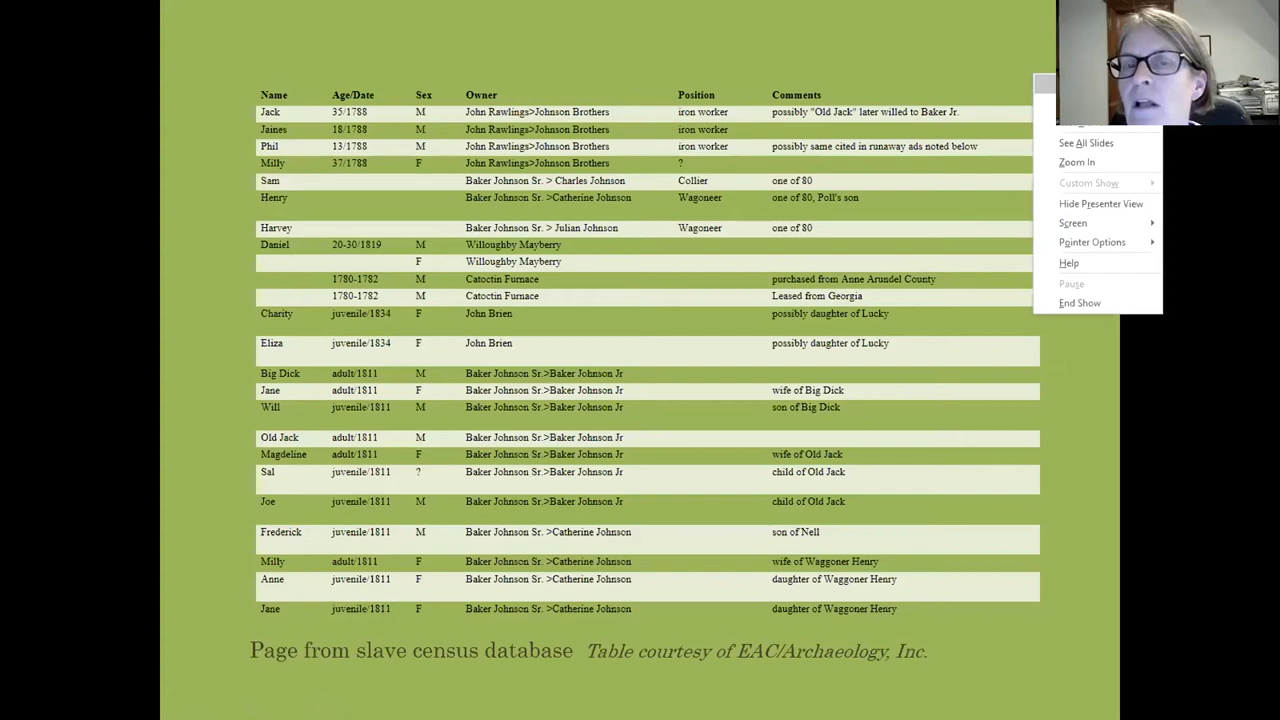 Name Age/Date Sex Owner Position Comments
Jack 35/1788 M John Rawlings>Johnson Brothers iron worker possibly "Old Jack" later willed to Baker Jr.
Jaines 18/1788 M John Rawlings>Johnson Brothers iron worker
Phil 13/1788 M John Rawlings>Johnson Brothers iron worker possibly same cited in runaway ads noted below
Milly 37/1788 F John Rawlings>Johnson Brothers ?
Sam Baker Johnson Sr. > Charles Johnson Collier one of 80
Henry Baker Johnson Sr. >Catherine Johnson Wagoneer one of 80, Poll's son
Harvey Baker Johnson Sr. > Julian Johnson Wagoneer one of 80
Daniel 20-30/1819 M Willoughby Mayberry
F Willoughby Mayberry
1780-1782 M Catoctin Furnace purchased from Anne Arundel County
1780-1782 M Catoctin Furnace Leased from Georgia
Charity juvenile/1834 F John Brien possibly daughter of Lucky
Eliza juvenile/1834 F John Brien possibly daughter of Lucky
Big Dick adult/1811 M Baker Johnson Sr.>Baker Johnson Jr
Jane adult/1811 F Baker Johnson Sr.>Baker Johnson Jr wife of Big Dick
Will juvenile/1811 M Baker Johnson Sr.>Baker Johnson Jr son of Big Dick
Old Jack adult/1811 M Baker Johnson Sr.>Baker Johnson Jr
Magdeline adult/1811 F Baker Johnson Sr.>Baker Johnson Jr wife of Old Jack
Sal juvenile/1811 ? Baker Johnson Sr.>Baker Johnson Jr child of Old Jack
Joe juvenile/1811 M Baker Johnson Sr.>Baker Johnson Jr child of Old Jack
Frederick juvenile/1811 M Baker Johnson Sr. >Catherine Johnson son of Nell
Milly adult/1811 F Baker Johnson Sr. >Catherine Johnson wife of Waggoner Henry
Anne juvenile/1811 F Baker Johnson Sr. >Catherine Johnson daughter of Waggoner Henry
Jane juvenile/1811 F Baker Johnson Sr. >Catherine Johnson daughter of Waggoner Henry
Page from slave census database Table courtesy of EAC/Archaeology, Inc.
See All Slides
Zoom In
Custom Show
Hide Presenter View
Screen
Pointer Options
Help
Pause
End Show